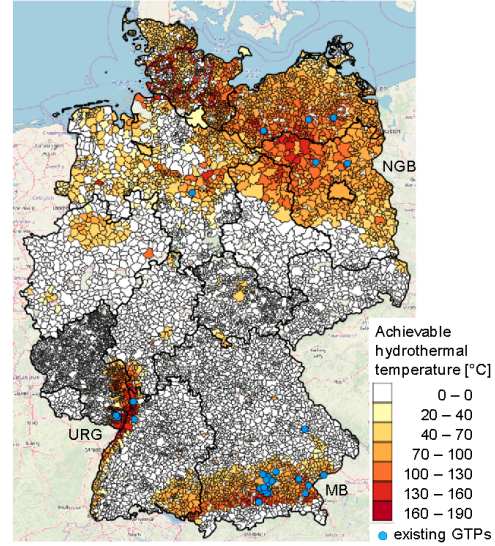 NGB
URG
MB
Achievable
hydrothermal
temperature [°C]
0 – 0
20 – 40
40 – 70
70 – 100
100 – 130
130 – 160
160 – 190
existing GTPs